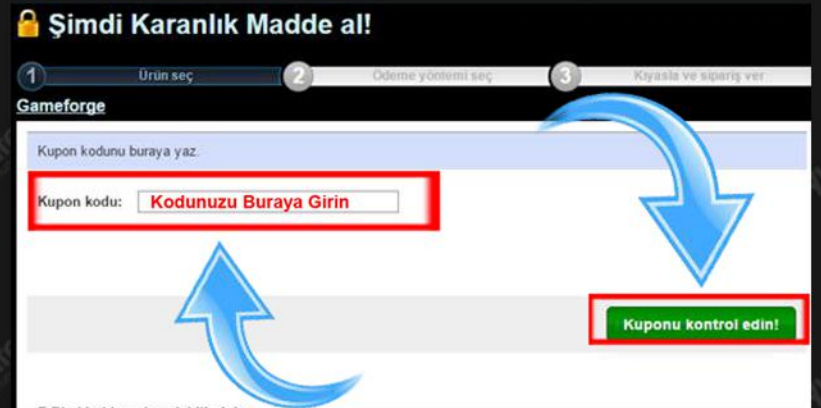 Şimdi Karanlık Madde al!
1 Ürün seç 2 Ödeme yöntemi seç 3 Kıyasla ve sipariş ver
Gameforge
Kupon kodunu buraya yaz.
Kupon kodu: Kodunuzu Buraya Girin
Kuponu kontrol edin!